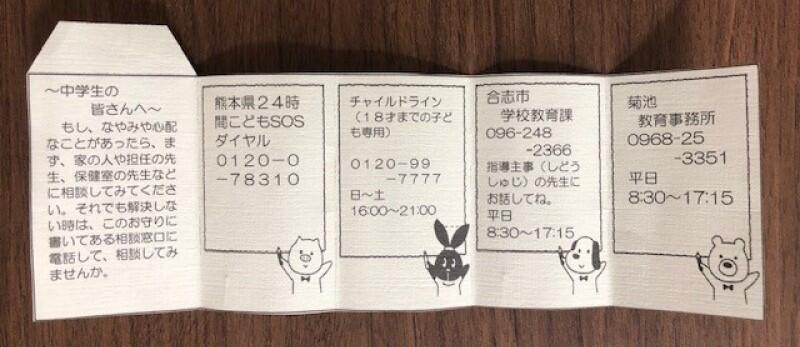 ～中学生の
皆さんへ～
もし、なやみや心配
なことがあったら、ま
ず、家の人や担任の先
生、保健室の先生など
に相談してみてくださ
い。それでも解決しな
い時は、このお守りに
書いてある相談窓口に
電話して、相談してみ
ませんか。
熊本県２４時
間こどもSOS
ダイヤル
０１２０－０
－７８３１０
チャイルドライン
（１８才までの子ど
も専用）
０１２０－９９
－７７７７
日～土
16:00～21:00
合志市
学校教育課
096-248
-2366
指導主事（しどう
しゅじ）の先生に
お話してね。
平日
8:30～17:15
菊池
教育事務所
0968-25
-3351
平日
8:30～17:15